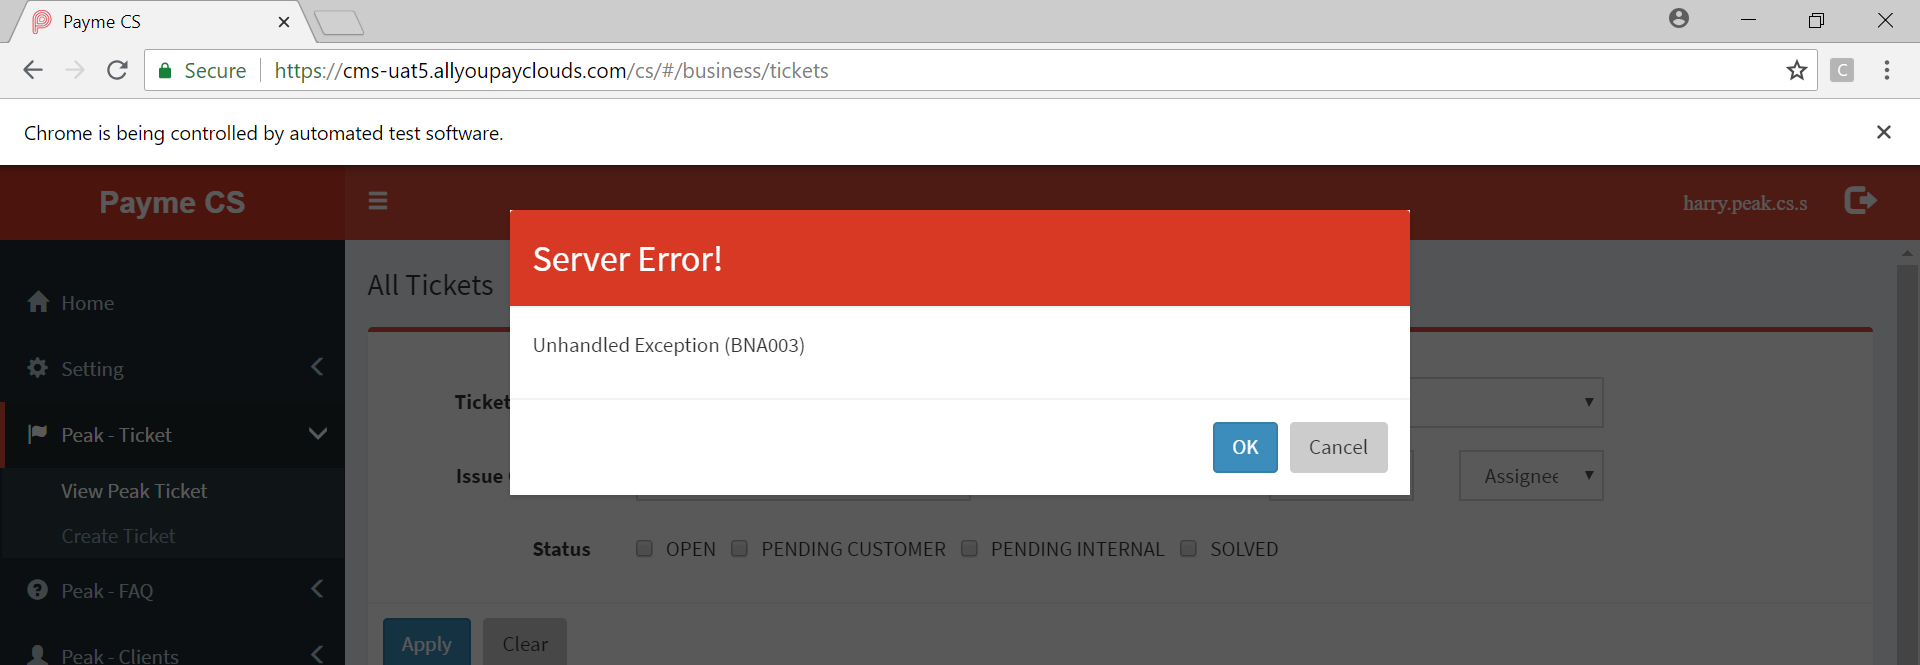 Payme CS
Secure https://cms-uat5.allyoupayclouds.com/cs/#/business/tickets
C
Chrome is being controlled by automated test software.
Payme CS
harry.peak.cs.s
Home
Setting
Peak - Ticket
View Peak Ticket
Create Ticket
Peak - FAQ
Peak - Clients
All Tickets
Server Error!
Unhandled Exception (BNA003)
OK Cancel
Ticket
Issue
Assignee
Status OPEN PENDING CUSTOMER PENDING INTERNAL SOLVED
Apply Clear